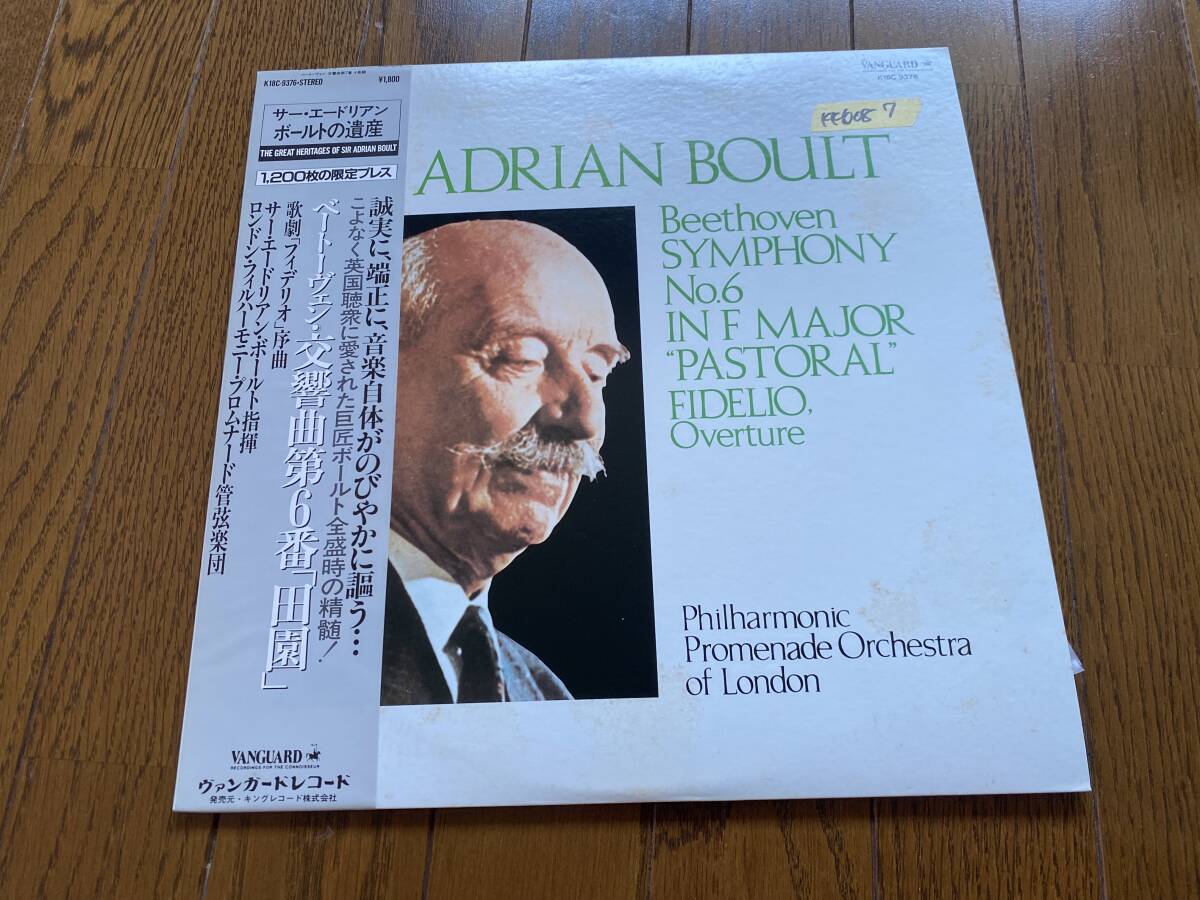 K18C-9376・STEREO
¥1,800
サー・エードリアン
ボールトの遺産
THE GREAT HERITAGES OF SIR ADRIAN BOULT
1,200枚の限定プレス
誠実に、端正に、音楽自体がのびやかに謳う…
こよなく英国聴衆に愛された巨匠ボールト全盛時の精髄!
ベートーヴェン・交響曲第6番「田園」
歌劇「フィデリオ」序曲
サー・エードリアン・ボールト指揮
ロンドン・フィルハーモニー・プロムナード管弦楽団
VANGUARD
RECORDINGS FOR THE CONNOISSEUR
ヴァンガードレコード
発売元・キングレコード株式会社
VANGUARD
K18C 9376
ADRIAN BOULT
Beethoven
SYMPHONY
No.6
IN F MAJOR
“PASTORAL”
FIDELIO,
Overture
Philharmonic
Promenade Orchestra
of London